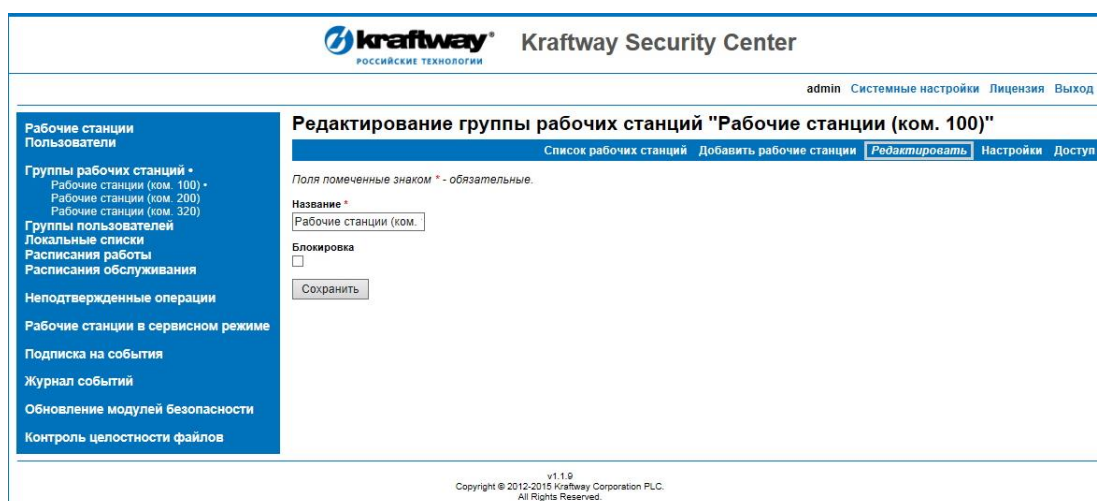 kraftway®
РОССИЙСКИЕ ТЕХНОЛОГИИ
Kraftway Security Center
admin Системные настройки Лицензия Выход
Рабочие станции
Пользователи
Группы рабочих станций •
Рабочие станции (ком. 100) •
Рабочие станции (ком. 200)
Рабочие станции (ком. 320)
Группы пользователей
Локальные списки
Расписания работы
Расписания обслуживания
Неподтвержденные операции
Рабочие станции в сервисном режиме
Подписка на события
Журнал событий
Обновление модулей безопасности
Контроль целостности файлов
Редактирование группы рабочих станций "Рабочие станции (ком. 100)"
Список рабочих станций Добавить рабочие станции Редактировать Настройки Доступ
Поля помеченные знаком * - обязательные.
Название *
Рабочие станции (ком.
Блокировка
Сохранить
v1.1.9
Copyright © 2012-2015 Kraftway Corporation PLC.
All Rights Reserved.